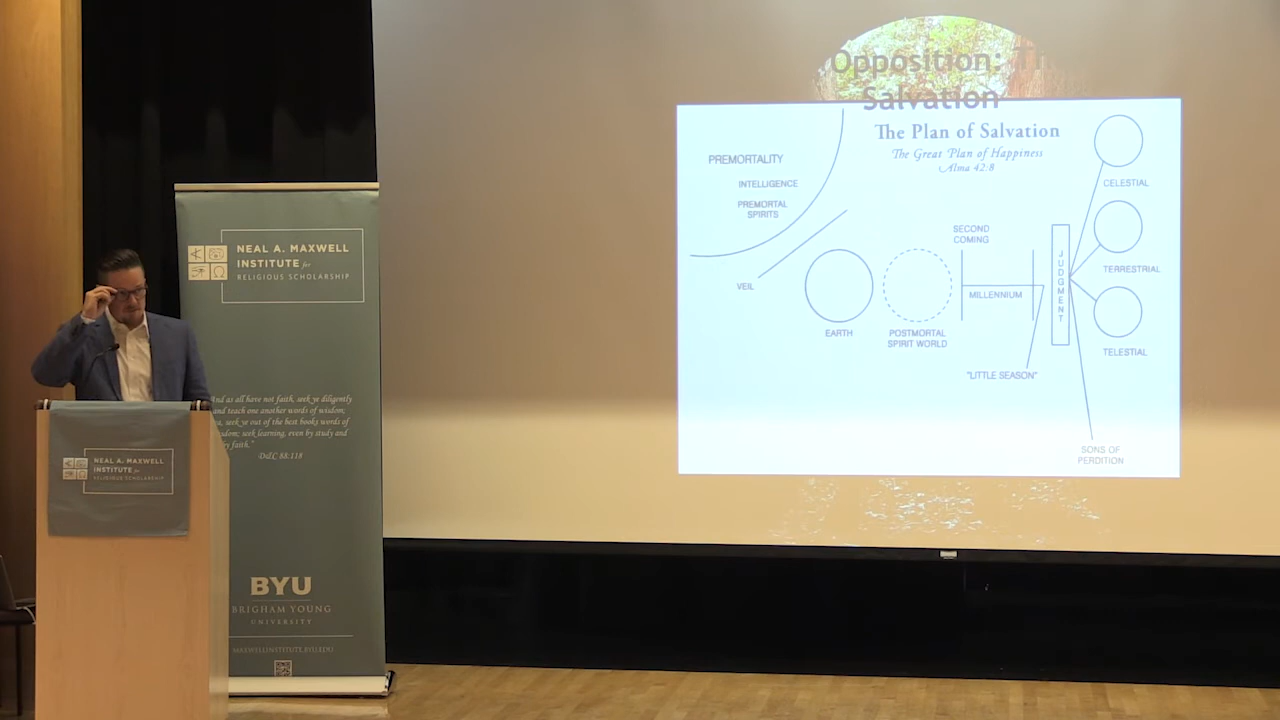 NEAL A. MAXWELL
INSTITUTE for
RELIGIOUS SCHOLARSHIP
And as all have not faith, seek ye diligently
and teach one another words of wisdom;
seek ye out of the best books words of
seek learning, even by study and
by faith."
D&C 88:118
BYU
BRIGHAM YOUNG
UNIVERSITY
MAXWELLINSTITUTE.BYU.EDU
NEAL A. MAXWELL
INSTITUTE for
RELIGIOUS SCHOLARSHIP
Opposition:
Salvation
The Plan of Salvation
The Great Plan of Happiness
Alma 42:8
PREMORTALITY
INTELLIGENCE
PREMORTAL
SPIRITS
VEIL
EARTH
POSTMORTAL
SPIRIT WORLD
SECOND
COMING
MILLENNIUM
"LITTLE SEASON"
JUDGMENT
CELESTIAL
TERRESTRIAL
TELESTIAL
SONS OF
PERDITION